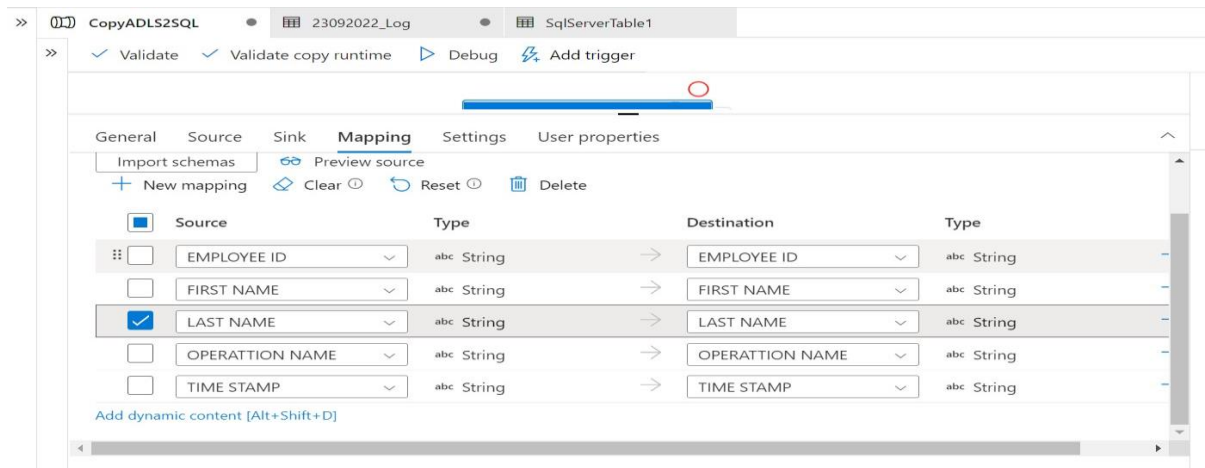 » CopyADLS2SQL ● 23092022_Log ● SqlServerTable1
» Validate Validate copy runtime Debug Add trigger
General Source Sink Mapping Settings User properties
Import schemas Preview source
New mapping Clear Reset Delete
Source Type Destination Type
EMPLOYEE ID abc String → EMPLOYEE ID abc String
FIRST NAME abc String → FIRST NAME abc String
LAST NAME abc String → LAST NAME abc String
OPERATTION NAME abc String → OPERATTION NAME abc String
TIME STAMP abc String → TIME STAMP abc String
Add dynamic content [Alt+Shift+D]